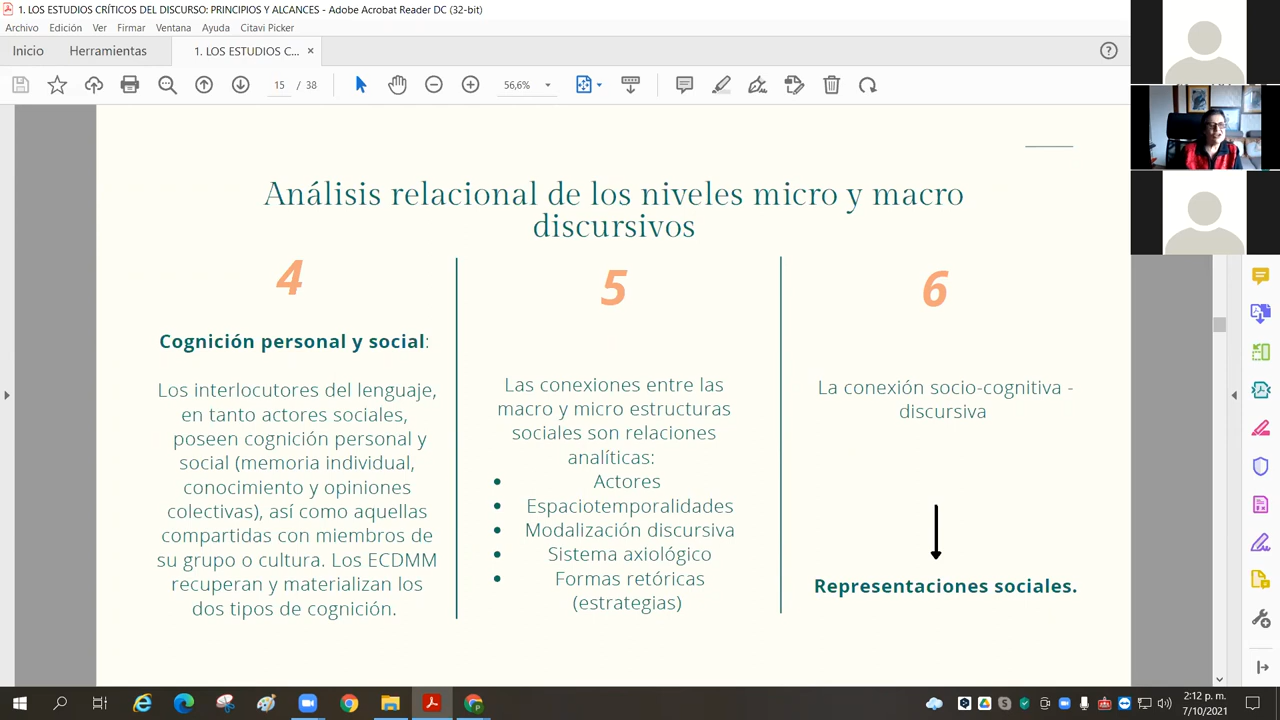 1. LOS ESTUDIOS CRÍTICOS DEL DISCURSO: PRINCIPIOS Y ALCANCES - Adobe Acrobat Reader DC (32-bit)
Archivo Edición Ver Firmar Ventana Ayuda Citavi Picker
Inicio Herramientas 1. LOS ESTUDIOS C... ×
15 / 38 56,6%
Análisis relacional de los niveles micro y macro
discursivos
4
Cognición personal y social:
Los interlocutores del lenguaje,
en tanto actores sociales,
poseen cognición personal y
social (memoria individual,
conocimiento y opiniones
colectivas), así como aquellas
compartidas con miembros de
su grupo o cultura. Los ECDMM
recuperan y materializan los
dos tipos de cognición.
5
Las conexiones entre las
macro y micro estructuras
sociales son relaciones
analíticas:
• Actores
• Espaciotemporalidades
• Modalización discursiva
• Sistema axiológico
• Formas retóricas
(estrategias)
6
La conexión socio-cognitiva -
discursiva
Representaciones sociales.
2:12 p. m.
7/10/2021